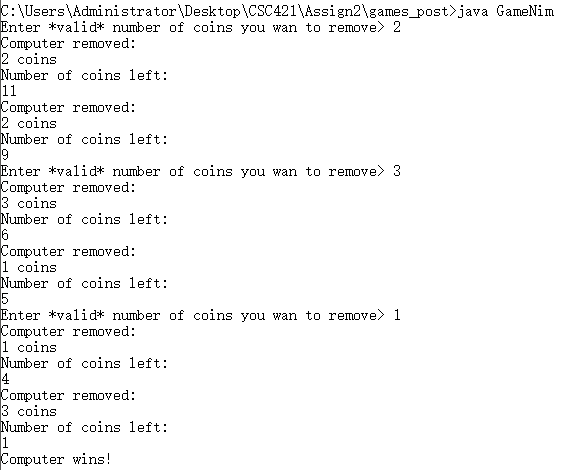 C:\Users\Administrator\Desktop\CSC421\Assign2\games_post>java GameNim
Enter *valid* number of coins you wan to remove> 2
Computer removed:
2 coins
Number of coins left:
11
Computer removed:
2 coins
Number of coins left:
9
Enter *valid* number of coins you wan to remove> 3
Computer removed:
3 coins
Number of coins left:
6
Computer removed:
1 coins
Number of coins left:
5
Enter *valid* number of coins you wan to remove> 1
Computer removed:
1 coins
Number of coins left:
4
Computer removed:
3 coins
Number of coins left:
1
Computer wins!